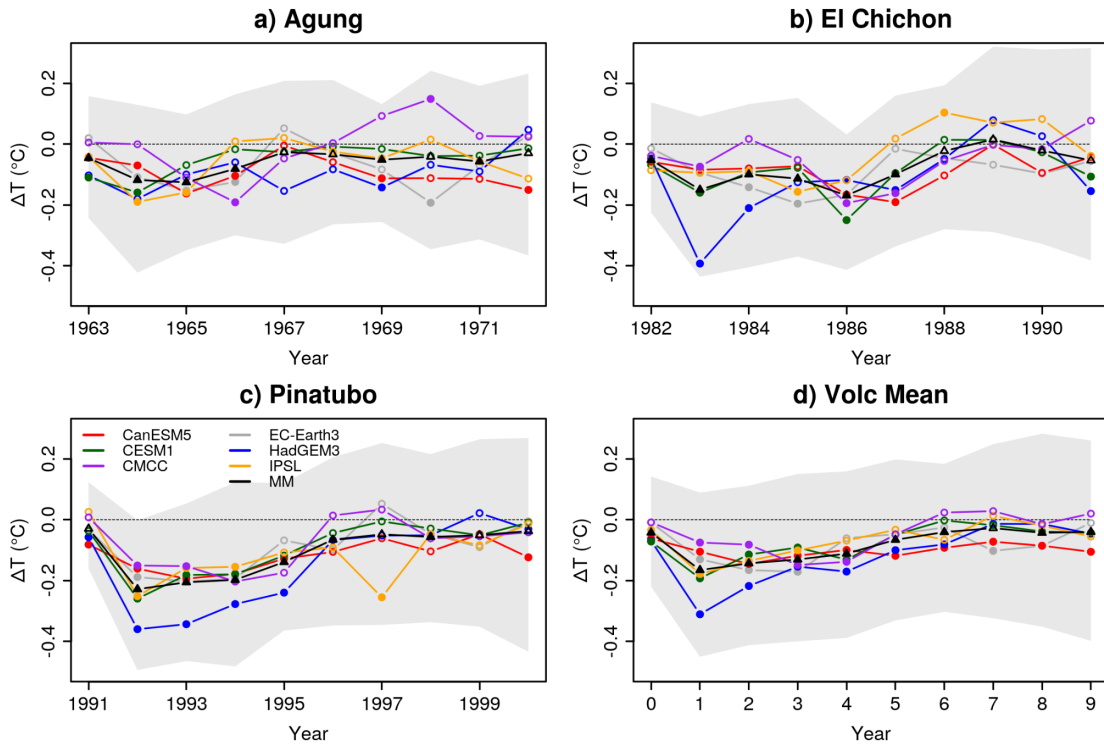 a) Agung
ΔT (°C)
0.2
0.0
-0.2
-0.4
1963 1965 1967 1969 1971
Year
b) El Chichon
ΔT (°C)
0.2
0.0
-0.2
-0.4
1982 1984 1986 1988 1990
Year
c) Pinatubo
CanESM5 EC-Earth3
CESM1 HadGEM3
CMCC IPSL
MM
ΔT (°C)
0.2
0.0
-0.2
-0.4
1991 1993 1995 1997 1999
Year
d) Volc Mean
ΔT (°C)
0.2
0.0
-0.2
-0.4
0 1 2 3 4 5 6 7 8 9
Year